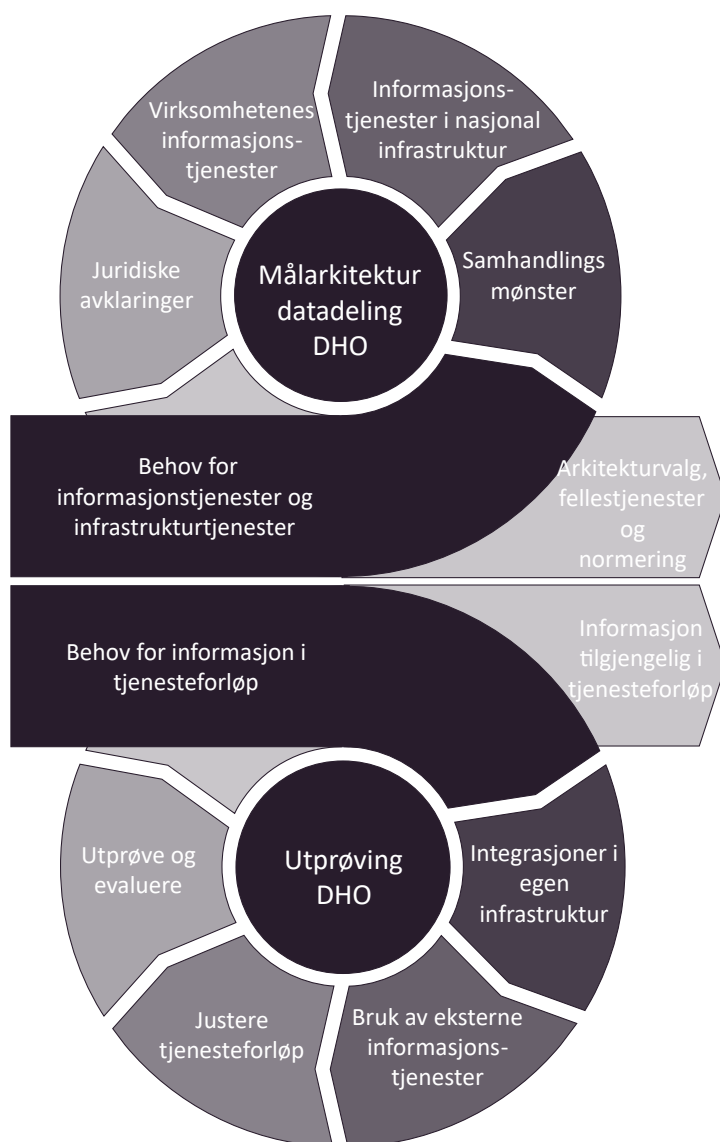 Virksomhetenes
informasjons-
tjenester
Informasjons-
tjenester i nasjonal
infrastruktur
Juridiske
avklaringer
Målarkitektur
datadeling
DHO
Samhandlings
mønster
Behov for
informasjonstjenester og
infrastrukturtjenester
Arkitekturvalg,
fellestjenester
og
normering
Behov for informasjon i
tjenesteforløp
Informasjon
tilgjengelig i
tjenesteforløp
Utprøve og
evaluere
Utprøving
DHO
Integrasjoner i
egen
infrastruktur
Justere
tjenesteforløp
Bruk av eksterne
informasjons-
tjenester